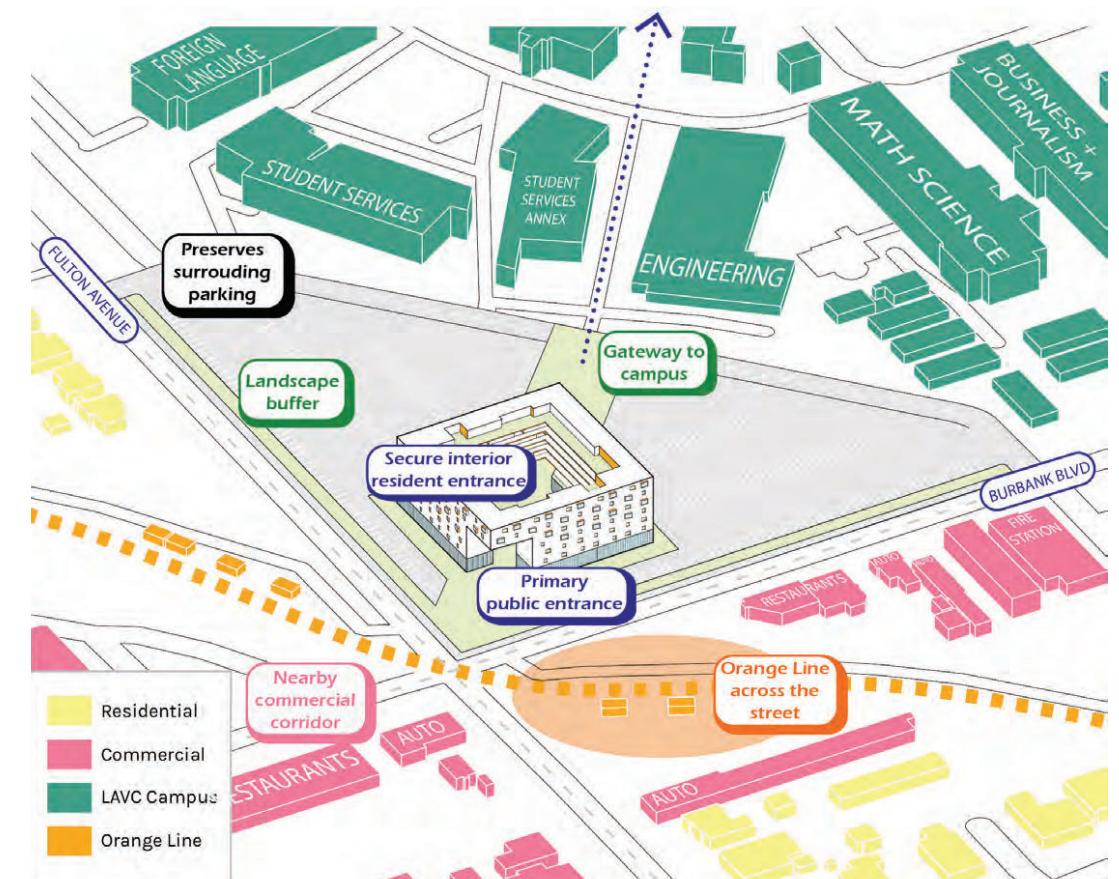 FOREIGN
LANGUAGE
STUDENT SERVICES
STUDENT
SERVICES
ANNEX
ENGINEERING
MATH SCIENCE
BUSINESS +
JOURNALISM
Preserves
surrouding
parking
FULTON AVENUE
Landscape
buffer
Gateway to
campus
Secure interior
resident entrance
Primary
public entrance
BURBANK BLVD
FIRE
STATION
AUTO
RESTAURANTS
Nearby
commercial
corridor
Orange Line
across the
street
AUTO
ESTAURANTS
AUTO
Residential
Commercial
LAVC Campus
Orange Line